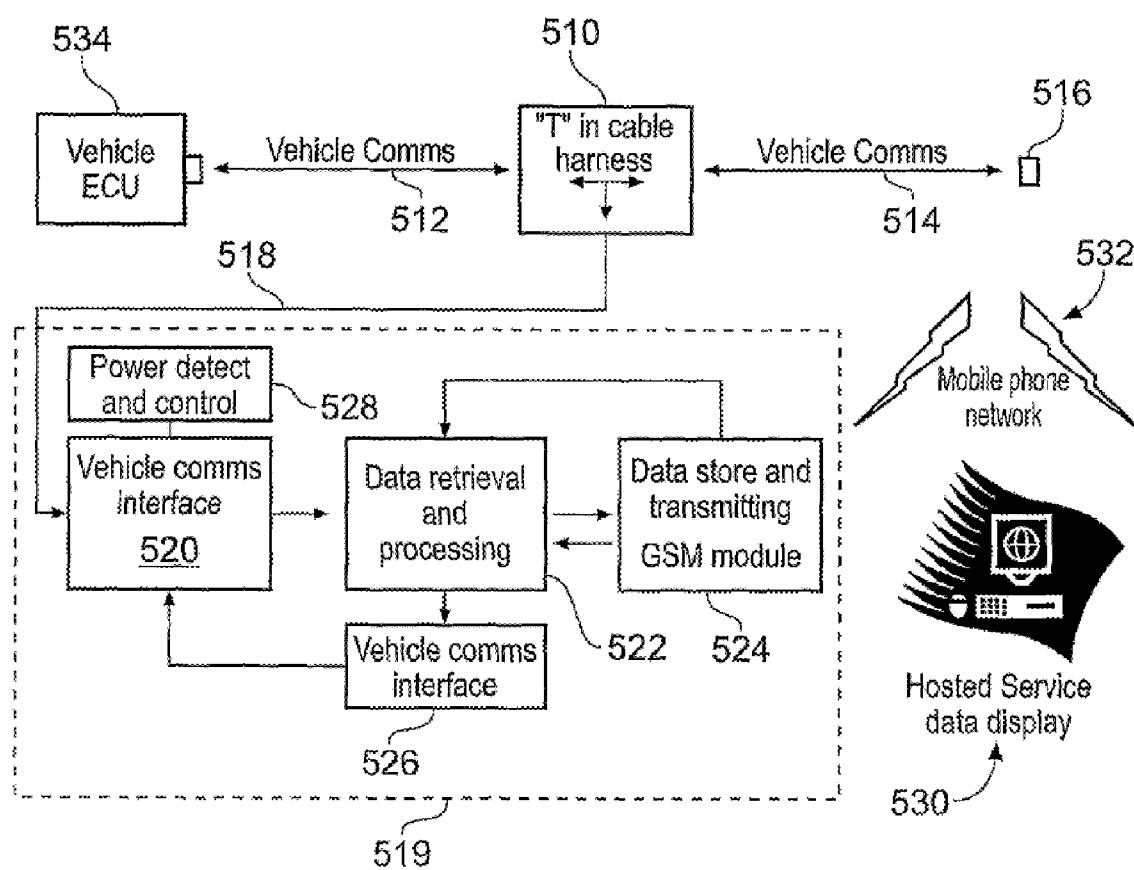 534
510
516
Vehicle
ECU
Vehicle Comms
512
"T" in cable
harness
Vehicle Comms
514
518
532
Mobile phone
network
Power detect
and control
528
Vehicle comms
interface
520
Data retrieval
and
processing
Data store and
transmitting
GSM module
522
524
Vehicle comms
interface
526
Hosted Service
data display
530
519